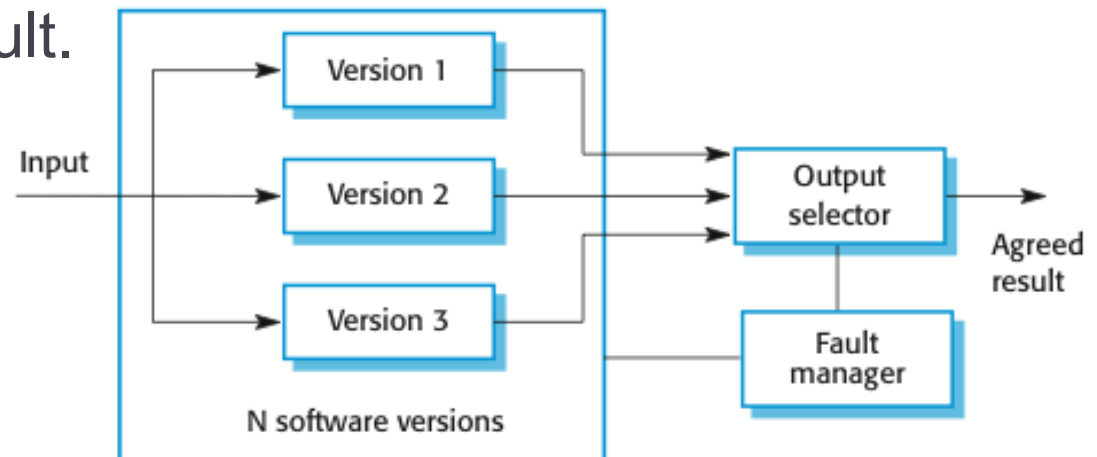 ult.
Version 1
Input
Version 2
Output
selector
Agreed
result
Version 3
Fault
manager
N software versions